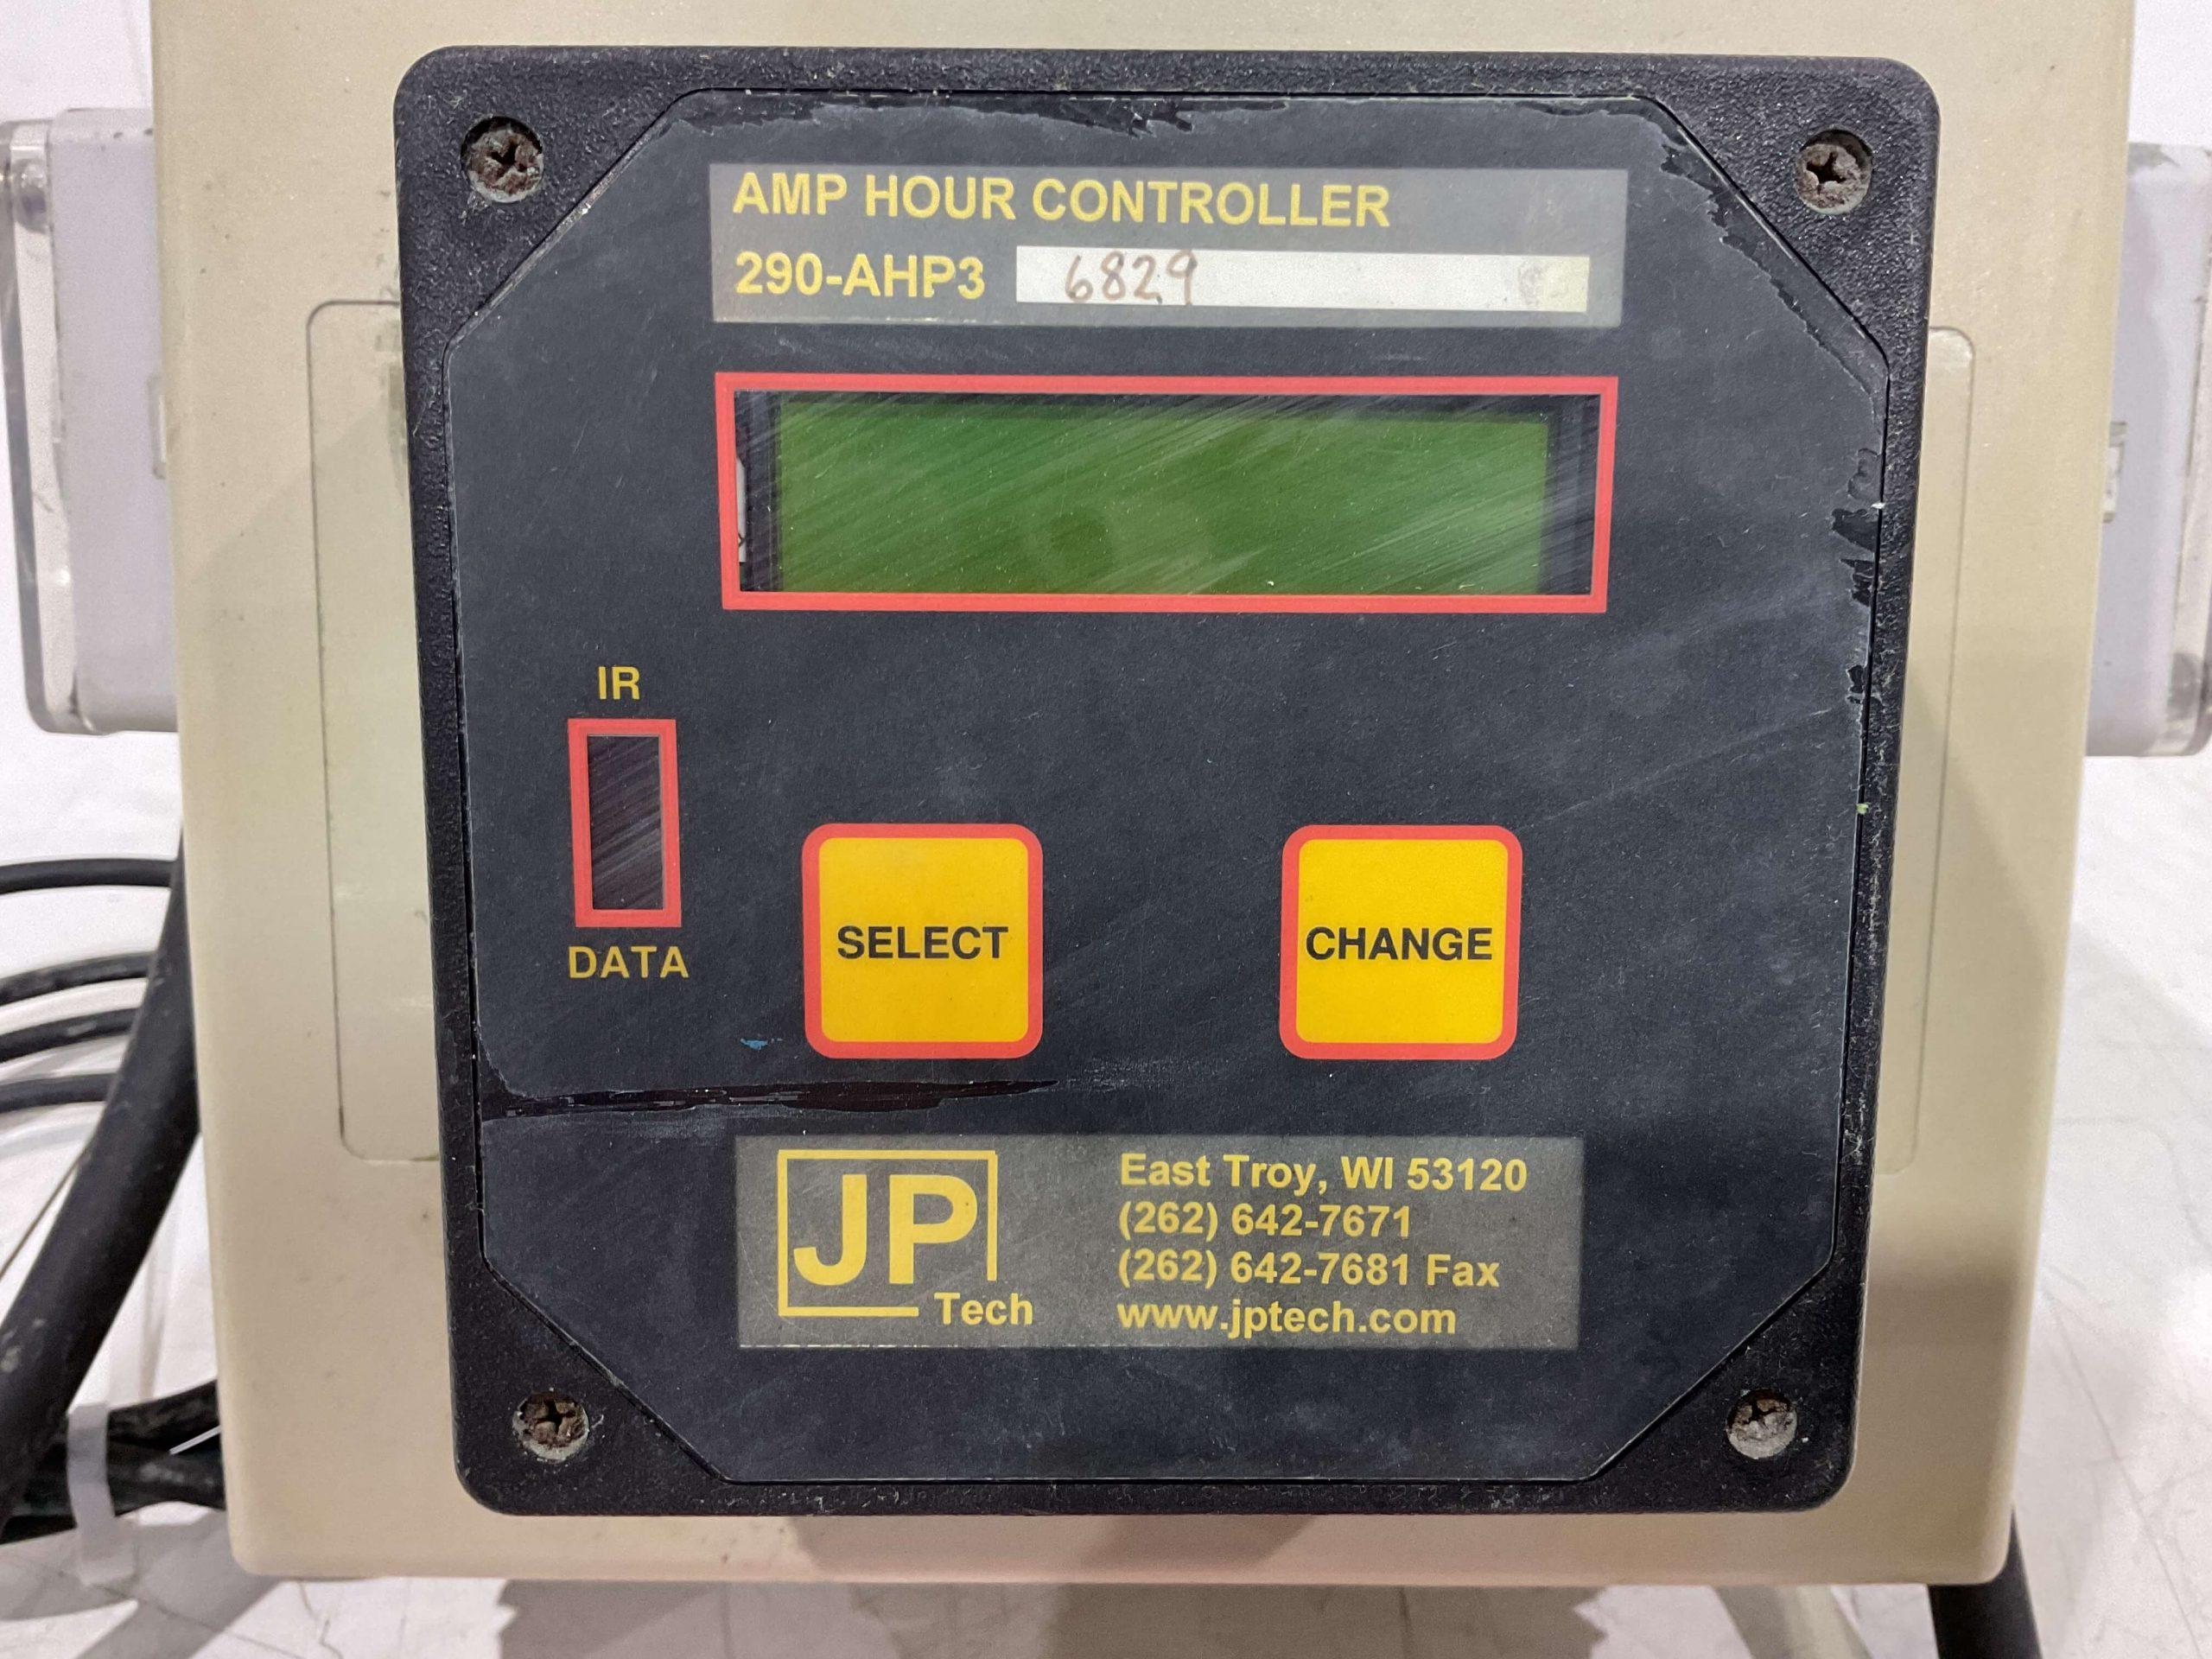 AMP HOUR CONTROLLER
290-AHP3 6829
IR
DATA
SELECT
CHANGE
JP
Tech
East Troy, WI 53120
(262) 642-7671
(262) 642-7681 Fax
www.jptech.com